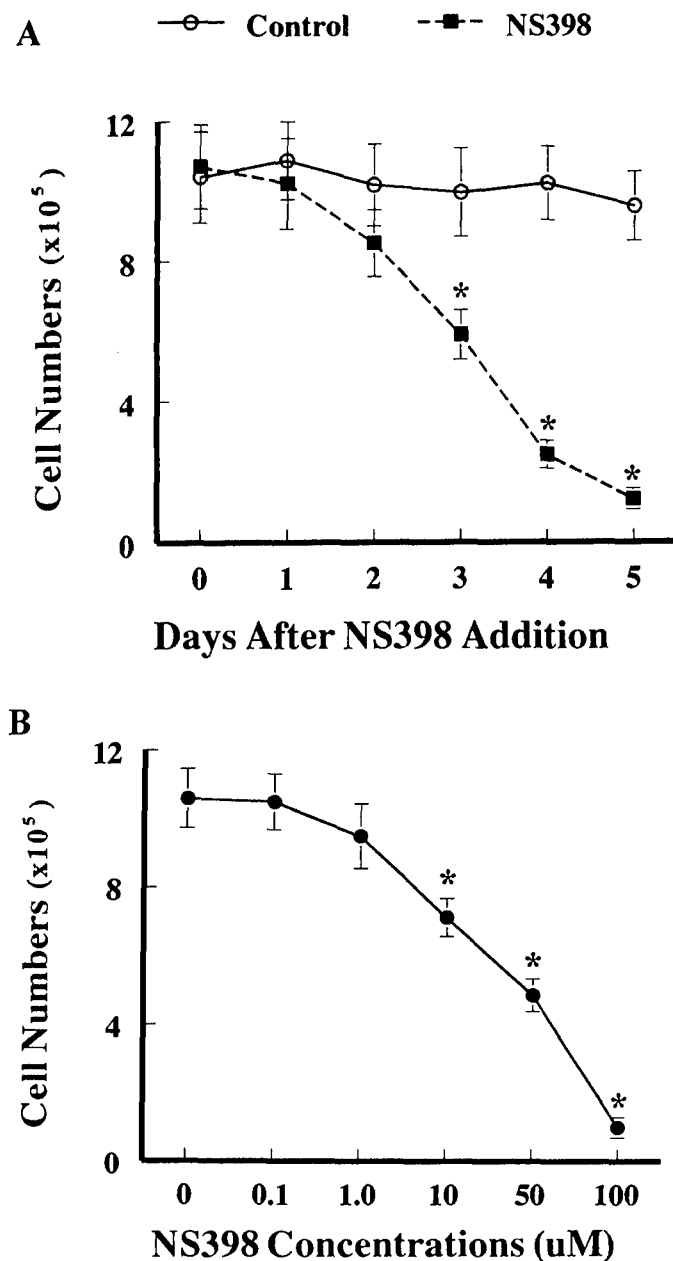 A
Control NS398
12
8
4
0
Cell Numbers (x10⁵)
*
*
*
0 1 2 3 4 5
Days After NS398 Addition
B
12
8
4
0
Cell Numbers (x10⁵)
*
*
*
0 0.1 1.0 10 50 100
NS398 Concentrations (uM)